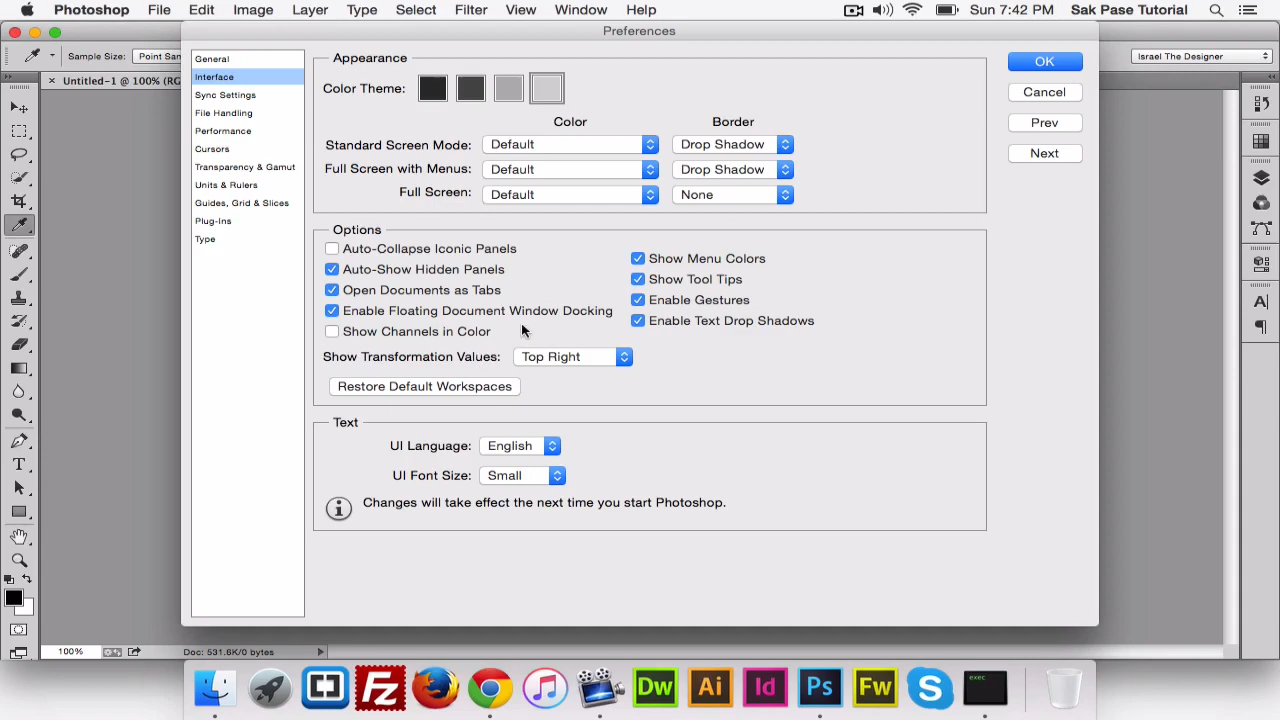 Photoshop File Edit Image Layer Type Select Filter View Window Help Sun 7:42 PM Sak Pase Tutorial
Preferences
Sample Size: Point Sam
Israel The Designer
× Untitled-1 @ 100% (RG
General
Interface
Sync Settings
File Handling
Performance
Cursors
Transparency & Gamut
Units & Rulers
Guides, Grid & Slices
Plug-Ins
Type
Appearance
Color Theme:
Color Border
Standard Screen Mode: Default Drop Shadow
Full Screen with Menus: Default Drop Shadow
Full Screen: Default None
Options
Auto-Collapse Iconic Panels
Auto-Show Hidden Panels
Open Documents as Tabs
Enable Floating Document Window Docking
Show Channels in Color
Show Menu Colors
Show Tool Tips
Enable Gestures
Enable Text Drop Shadows
Show Transformation Values: Top Right
Restore Default Workspaces
Text
UI Language: English
UI Font Size: Small
Changes will take effect the next time you start Photoshop.
OK
Cancel
Prev
Next
100% Doc: 531.6K/0 bytes
Fz Dw Ai Id Ps Fw S exec